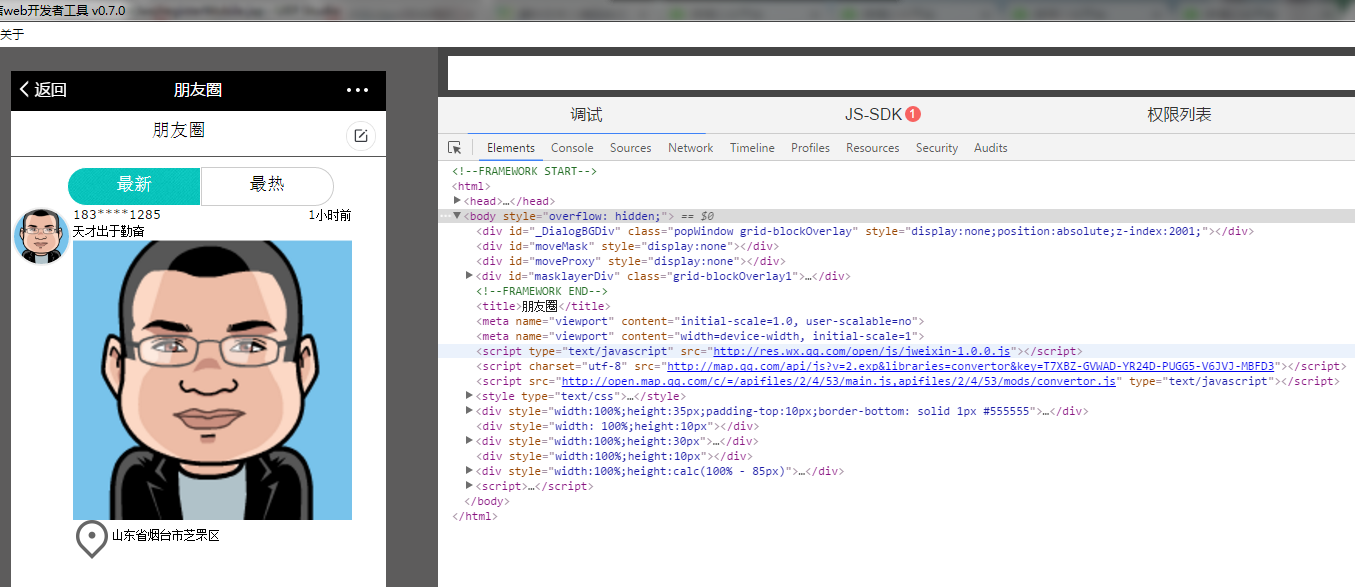 信web开发者工具 v0.7.0
关于
返回
朋友圈
朋友圈
最新
最热
183****1285
1小时前
天才出于勤奋
山东省烟台市芝罘区
调试
JS-SDK 1
权限列表
Elements Console Sources Network Timeline Profiles Resources Security Audits
<!--FRAMEWORK START-->
<html>
<head>…</head>
<body style="overflow: hidden;"> == $0
<div id="_DialogBGDiv" class="popWindow grid-blockOverlay" style="display:none;position:absolute;z-index:2001;"></div>
<div id="moveMask" style="display:none"></div>
<div id="moveProxy" style="display:none"></div>
<div id="masklayerDiv" class="grid-blockOverlay1">…</div>
<!--FRAMEWORK END-->
<title>朋友圈</title>
<meta name="viewport" content="initial-scale=1.0, user-scalable=no">
<meta name="viewport" content="width=device-width, initial-scale=1">
<script type="text/javascript" src="http://res.wx.qq.com/open/js/jweixin-1.0.0.js"></script>
<script charset="utf-8" src="http://map.qq.com/api/js?v=2.exp&libraries=convertor&key=T7XBZ-GVWAD-YR24D-PUGG5-V6JVJ-MBFD3"></script>
<script src="http://open.map.qq.com/c/=/apifiles/2/4/53/main.js,apifiles/2/4/53/mods/convertor.js" type="text/javascript"></script>
<style type="text/css">…</style>
<div style="width:100%;height:35px;padding-top:10px;border-bottom: solid 1px #555555">…</div>
<div style="width: 100%;height:10px"></div>
<div style="width:100%;height:30px">…</div>
<div style="width:100%;height:10px"></div>
<div style="width:100%;height:calc(100% - 85px)">…</div>
<script>…</script>
</body>
</html>